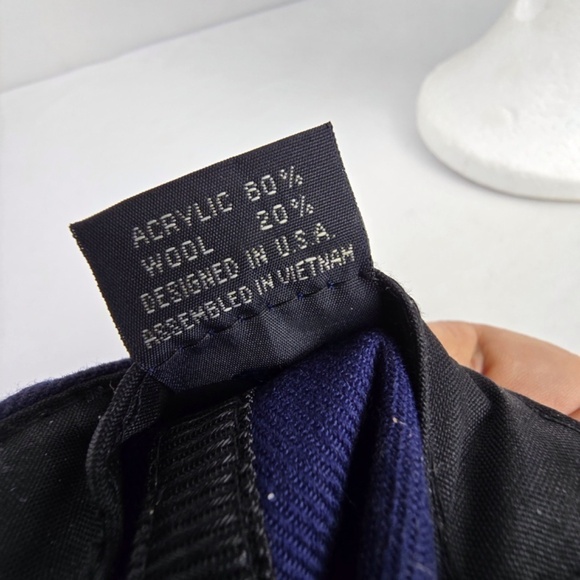 ACRYLIC 80%
WOOL 20%
DESIGNED IN U.S.A.
ASSEMBLED IN VIETNAM